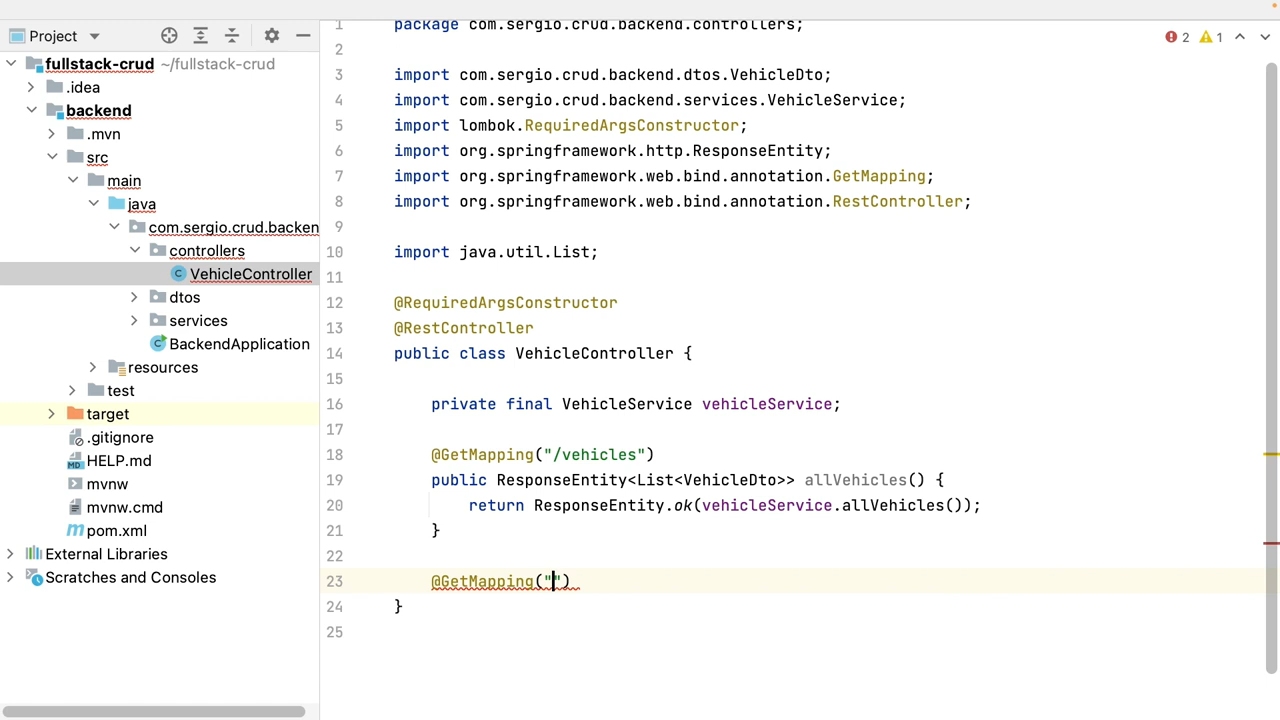 Project
fullstack-crud ~/fullstack-crud
.idea
backend
.mvn
src
main
java
com.sergio.crud.backen
controllers
VehicleController
dtos
services
BackendApplication
resources
test
target
.gitignore
HELP.md
mvnw
mvnw.cmd
pom.xml
External Libraries
Scratches and Consoles
2 1
1 package com.sergio.crud.backend.controllers;
2
3 import com.sergio.crud.backend.dtos.VehicleDto;
4 import com.sergio.crud.backend.services.VehicleService;
5 import lombok.RequiredArgsConstructor;
6 import org.springframework.http.ResponseEntity;
7 import org.springframework.web.bind.annotation.GetMapping;
8 import org.springframework.web.bind.annotation.RestController;
9
10 import java.util.List;
11
12 @RequiredArgsConstructor
13 @RestController
14 public class VehicleController {
15
16 private final VehicleService vehicleService;
17
18 @GetMapping("/vehicles")
19 public ResponseEntity<List<VehicleDto>> allVehicles() {
20 return ResponseEntity.ok(vehicleService.allVehicles());
21 }
22
23 @GetMapping("")
24 }
25